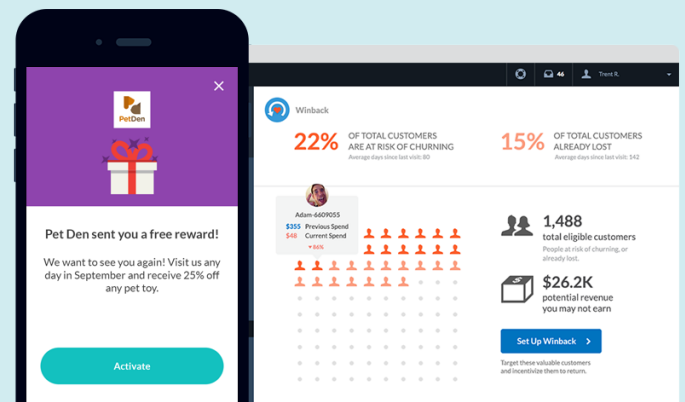 PetDen
Pet Den sent you a free reward!
We want to see you again! Visit us any
day in September and receive 25% off
any pet toy.
Activate
46
Trent R.
Winback
22% OF TOTAL CUSTOMERS
ARE AT RISK OF CHURNING
Average days since last visit: 80
15% OF TOTAL CUSTOMERS
ALREADY LOST
Average days since last visit: 142
Adam-6609055
$355 Previous Spend
$48 Current Spend
86%
1,488
total eligible customers
People at risk of churning, or
already lost.
$26.2K
potential revenue
you may not earn
Set Up Winback
Target these valuable customers
and incentivize them to return.